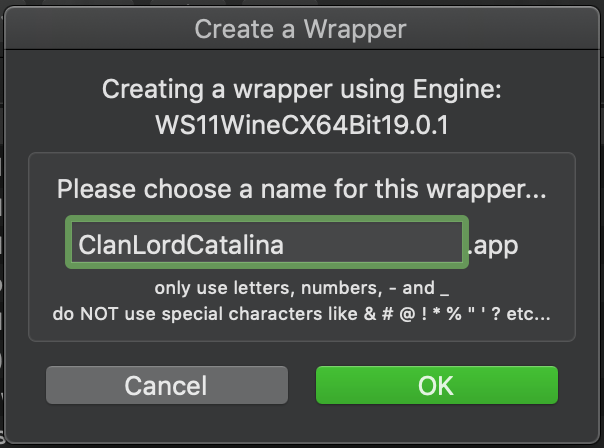 Create a Wrapper
Creating a wrapper using Engine:
WS11WineCX64Bit19.0.1
Please choose a name for this wrapper...
ClanLordCatalina .app
only use letters, numbers, - and _
do NOT use special characters like & # @ ! * % " ' ? etc...
Cancel OK